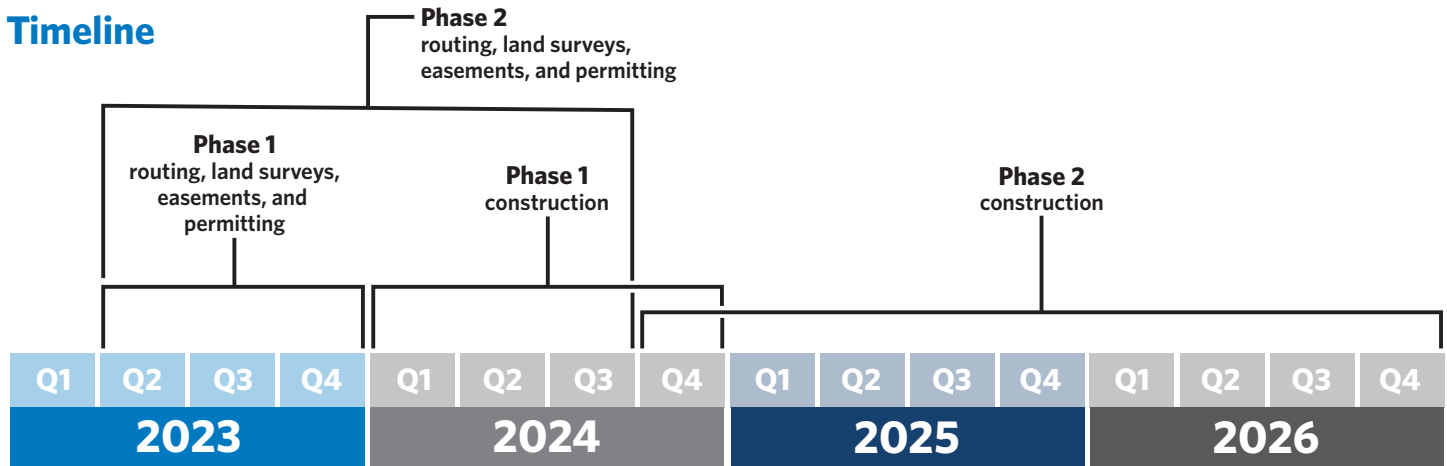 Timeline
Phase 2
routing, land surveys,
easements, and permitting
Phase 1
routing, land surveys,
easements, and
permitting
Phase 1
construction
Phase 2
construction
Q1 Q2 Q3 Q4 Q1 Q2 Q3 Q4 Q1 Q2 Q3 Q4 Q1 Q2 Q3 Q4
2023 2024 2025 2026